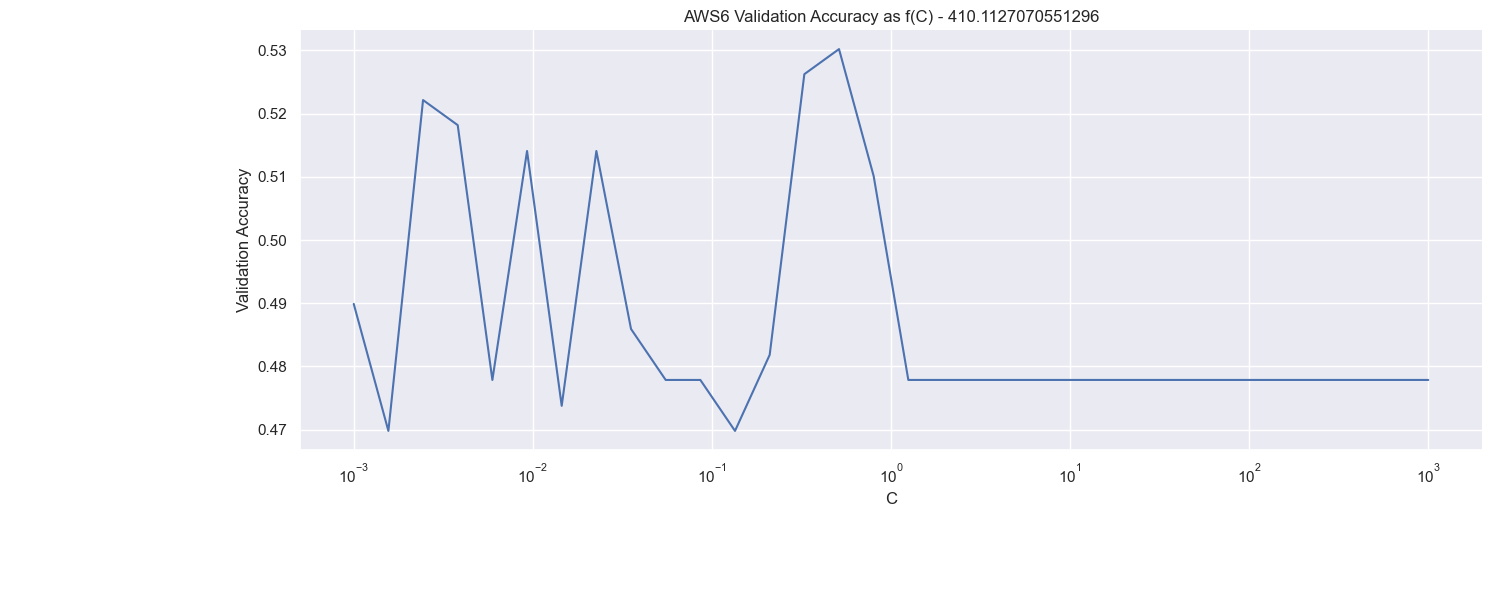 AWS6 Validation Accuracy as f(C) - 410.1127070551296
Validation Accuracy
0.53
0.52
0.51
0.50
0.49
0.48
0.47
10⁻³ 10⁻² 10⁻¹ 10⁰ 10¹ 10² 10³
C